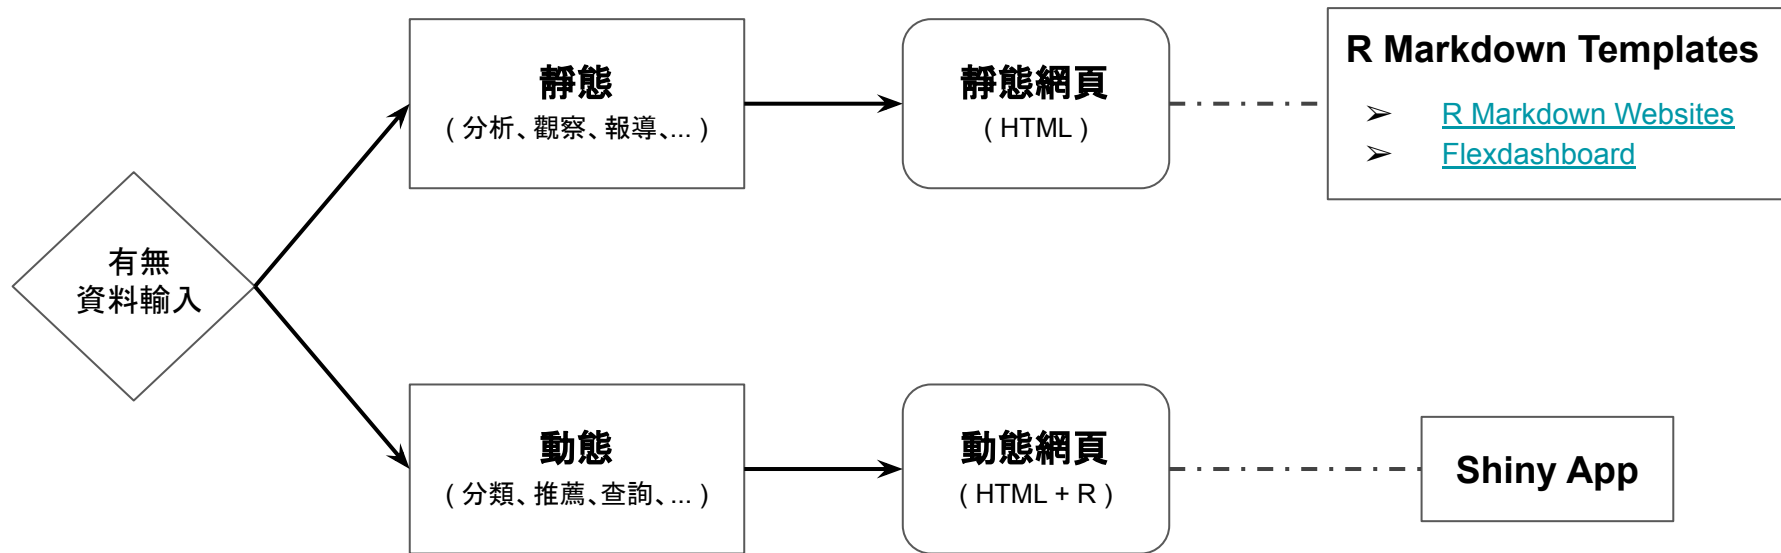 有無
資料輸入
靜態
( 分析、觀察、報導、... )
靜態網頁
( HTML )
R Markdown Templates
➢ R Markdown Websites
➢ Flexdashboard
動態
( 分類、推薦、查詢、... )
動態網頁
( HTML + R )
Shiny App